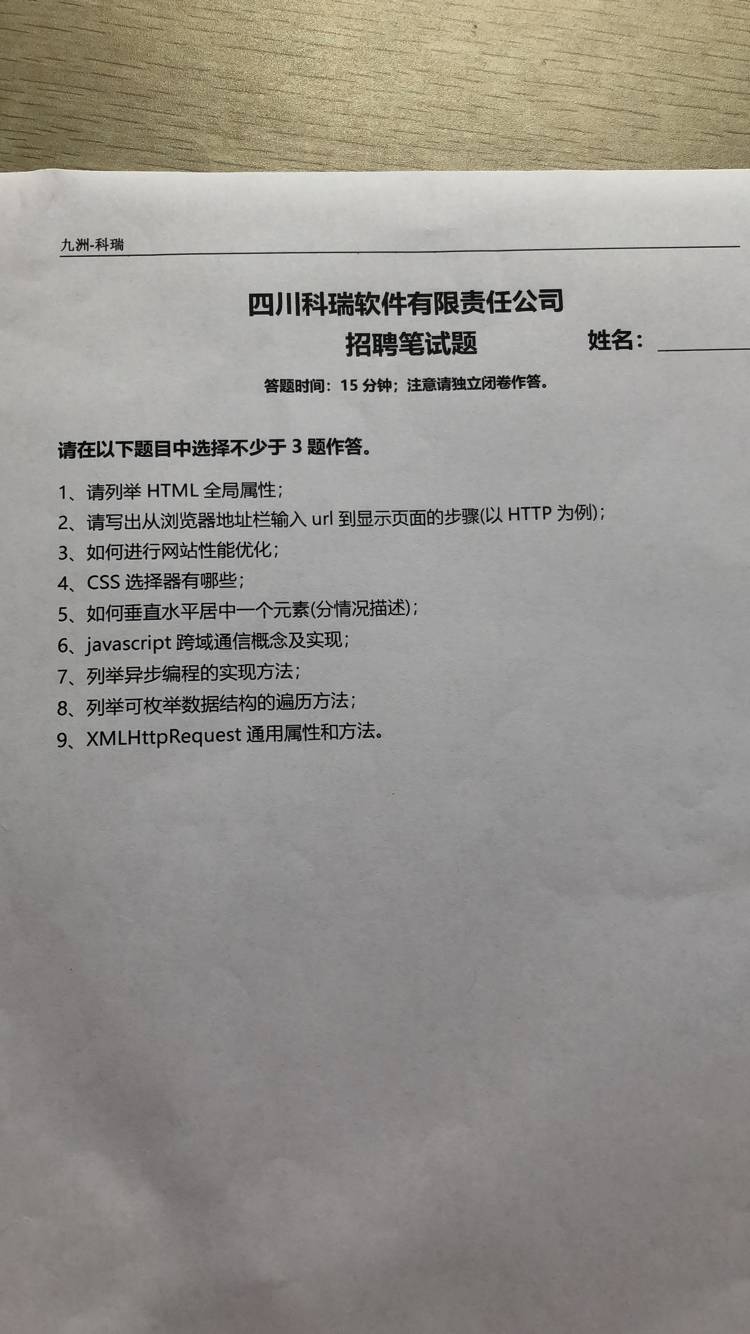 九洲-科瑞
四川科瑞软件有限责任公司
招聘笔试题
姓名：
答题时间：15 分钟；注意请独立闭卷作答。
请在以下题目中选择不少于 3 题作答。
1、请列举 HTML 全局属性；
2、请写出从浏览器地址栏输入 url 到显示页面的步骤(以 HTTP 为例)；
3、如何进行网站性能优化；
4、CSS 选择器有哪些；
5、如何垂直水平居中一个元素(分情况描述)；
6、javascript 跨域通信概念及实现；
7、列举异步编程的实现方法；
8、列举可枚举数据结构的遍历方法；
9、XMLHttpRequest 通用属性和方法。